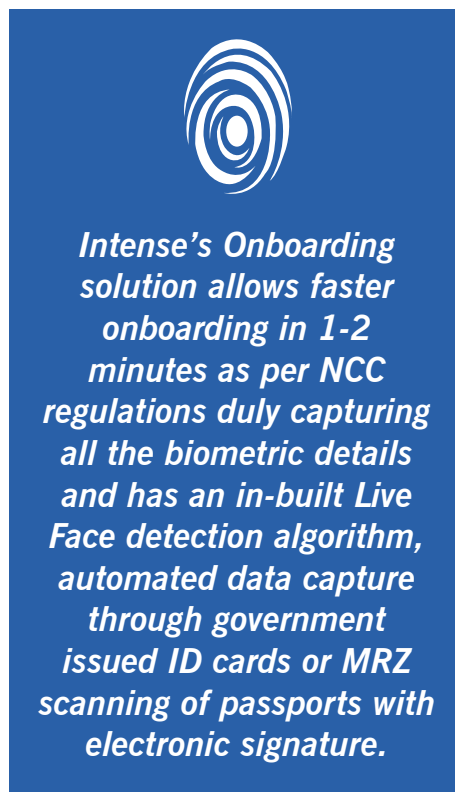 Intense’s Onboarding
solution allows faster
onboarding in 1-2
minutes as per NCC
regulations duly capturing
all the biometric details
and has an in-built Live
Face detection algorithm,
automated data capture
through government
issued ID cards or MRZ
scanning of passports with
electronic signature.